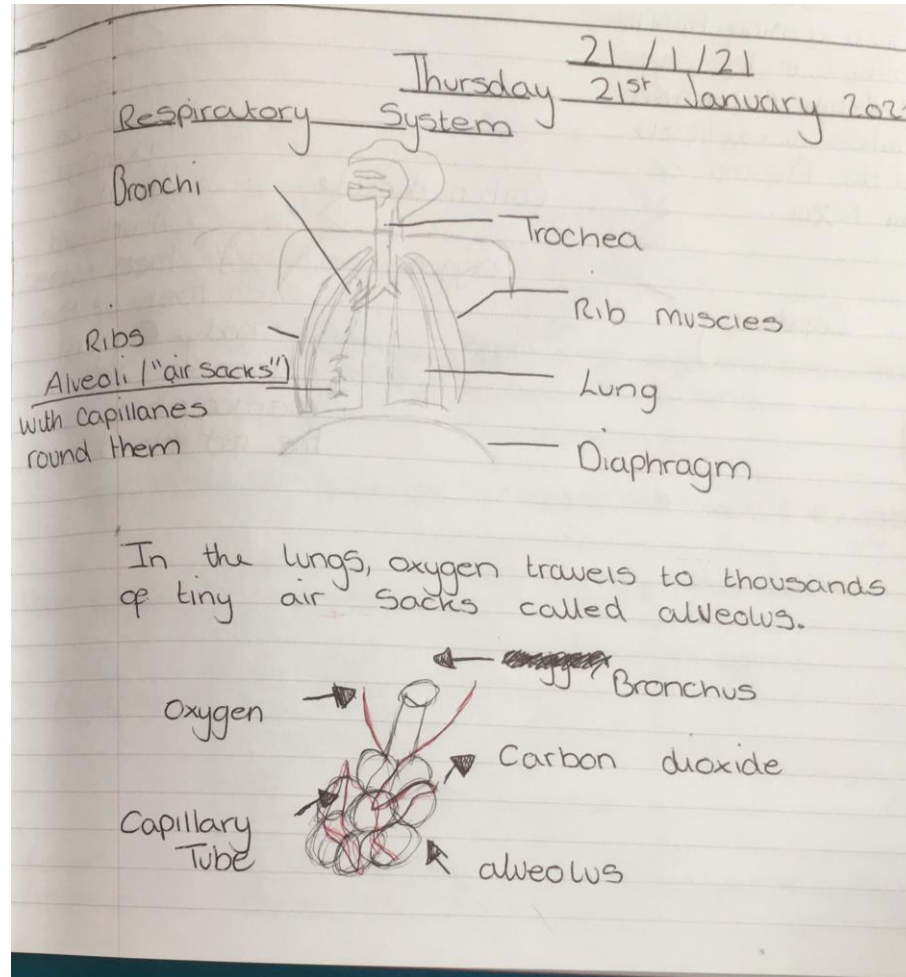 21/1/21
Thursday 21st January 202
Respiratory System
Bronchi
Trochea
Rib muscles
Ribs
Alveoli ("air sacks")
with capillaries
round them
Lung
Diaphragm
In the lungs, oxygen travels to thousands
of tiny air sacks called alveolus.
Bronchus
Oxygen
Carbon dioxide
Capillary
Tube
alveolus